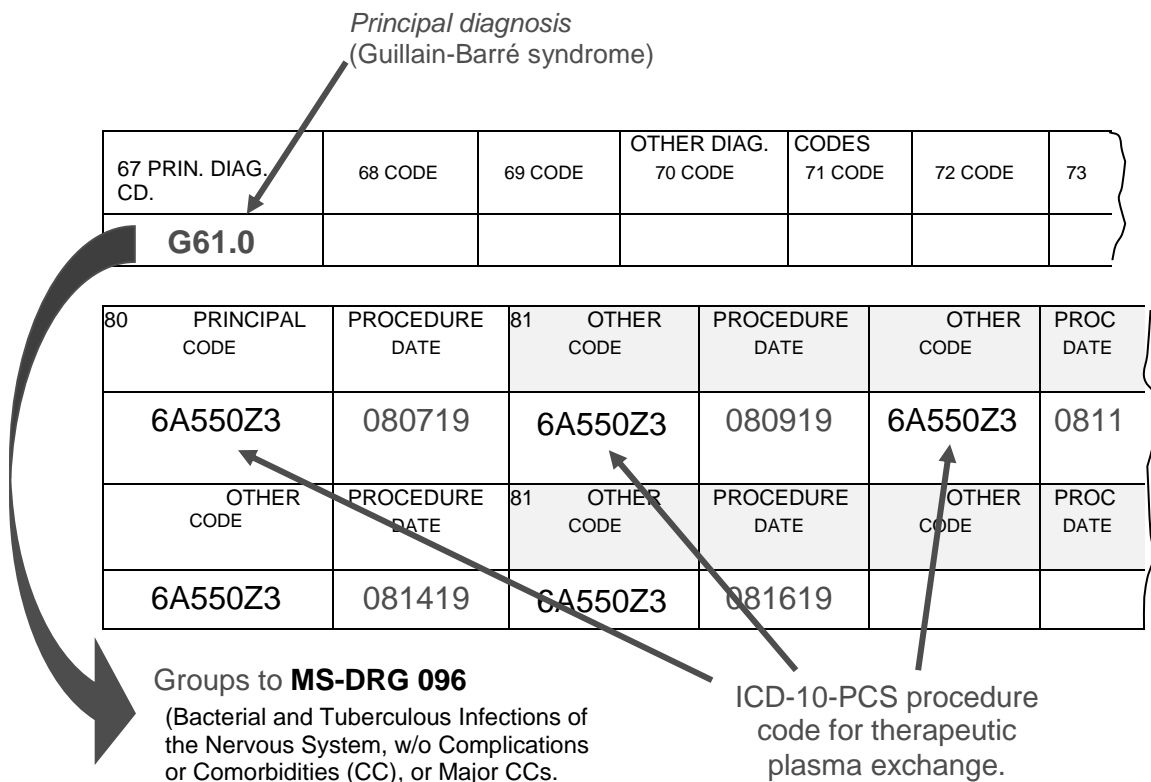 Principal diagnosis
(Guillain-Barré syndrome)
67 PRIN. DIAG. CD.
68 CODE
69 CODE
OTHER DIAG. CODES
70 CODE
71 CODE
72 CODE
73
G61.0
80 PRINCIPAL CODE
PROCEDURE DATE
81 OTHER CODE
PROCEDURE DATE
OTHER CODE
PROC DATE
6A550Z3 080719 6A550Z3 080919 6A550Z3 0811
OTHER CODE
PROCEDURE DATE
81 OTHER CODE
PROCEDURE DATE
OTHER CODE
PROC DATE
6A550Z3 081419 6A550Z3 081619
Groups to MS-DRG 096
(Bacterial and Tuberculous Infections of
the Nervous System, w/o Complications
or Comorbidities (CC), or Major CCs.
ICD-10-PCS procedure
code for therapeutic
plasma exchange.